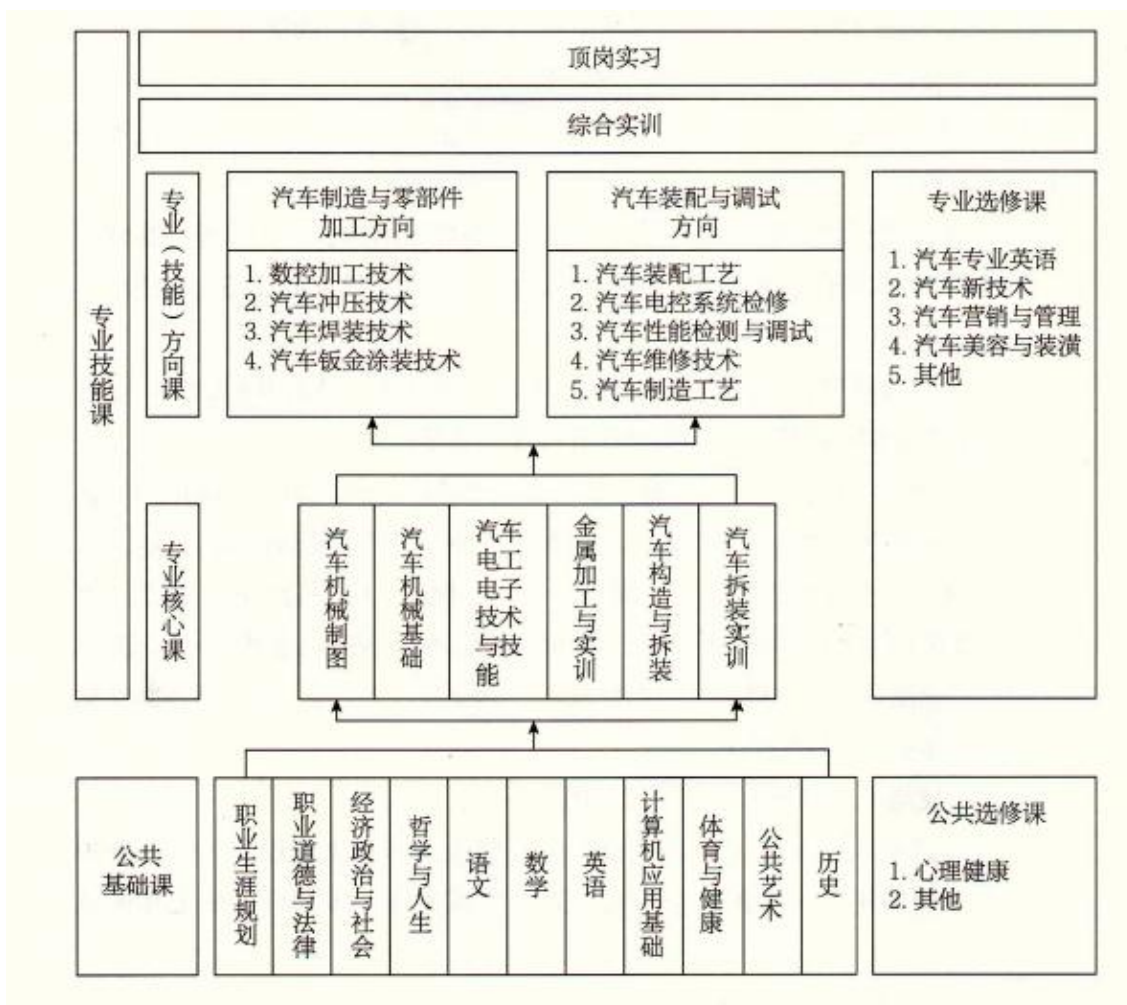 顶岗实习
综合实训
专业技能课
专业（技能）方向课
汽车制造与零部件
加工方向
1. 数控加工技术
2. 汽车冲压技术
3. 汽车焊装技术
4. 汽车钣金涂装技术
汽车装配与调试
方向
1. 汽车装配工艺
2. 汽车电控系统检修
3. 汽车性能检测与调试
4. 汽车维修技术
5. 汽车制造工艺
专业选修课
1. 汽车专业英语
2. 汽车新技术
3. 汽车营销与管理
4. 汽车美容与装潢
5. 其他
专业核心课
汽车机械制图
汽车机械基础
汽车
电工
电子
技术
与技
能
金属加工与实训
汽车构造与拆装
汽车拆装实训
公共
基础课
职业生涯规划
职业道德与法律
经济政治与社会
哲学与人生
语文
数学
英语
计算机应用基础
体育与健康
公共艺术
历史
公共选修课
1. 心理健康
2. 其他